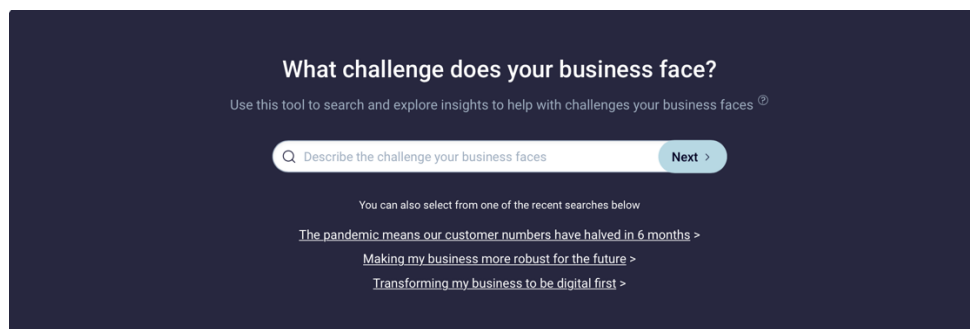 What challenge does your business face?
Use this tool to search and explore insights to help with challenges your business faces ?
Describe the challenge your business faces
Next >
You can also select from one of the recent searches below
The pandemic means our customer numbers have halved in 6 months >
Making my business more robust for the future >
Transforming my business to be digital first >